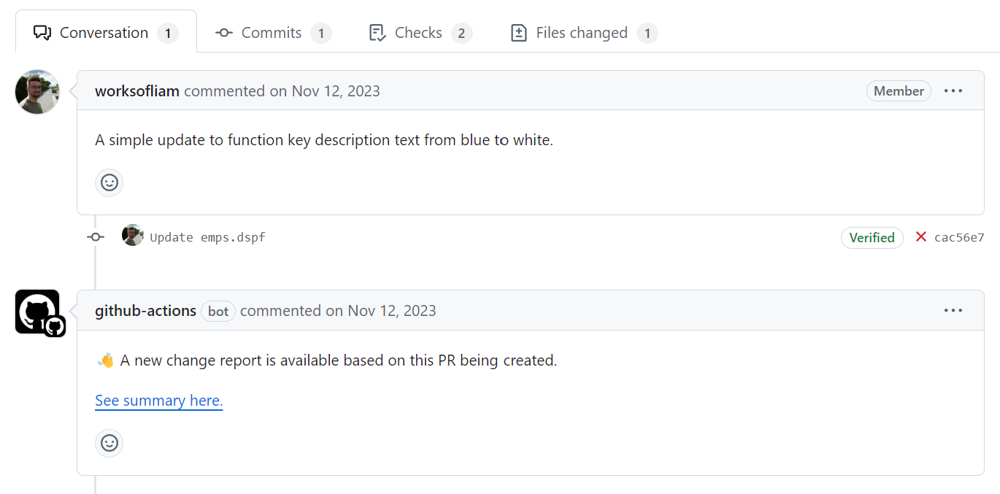 Conversation 1 Commits 1 Checks 2 Files changed 1
worksofliam commented on Nov 12, 2023 Member
A simple update to function key description text from blue to white.
Update emps.dspf Verified cac56e7
github-actions bot commented on Nov 12, 2023
👋 A new change report is available based on this PR being created.
See summary here.